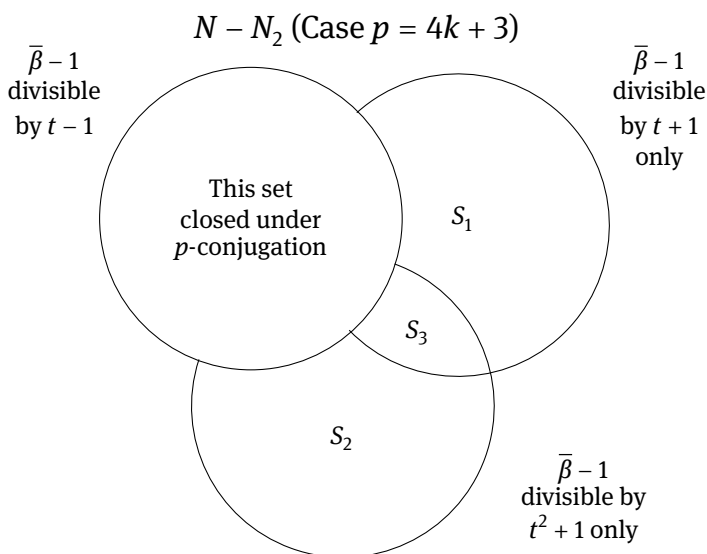 N − N₂ (Case p = 4k + 3)
β̅ − 1
divisible
by t − 1
β̅ − 1
divisible
by t + 1
only
This set
closed under
p-conjugation
S₁
S₃
S₂
β̅ − 1
divisible by
t² + 1 only